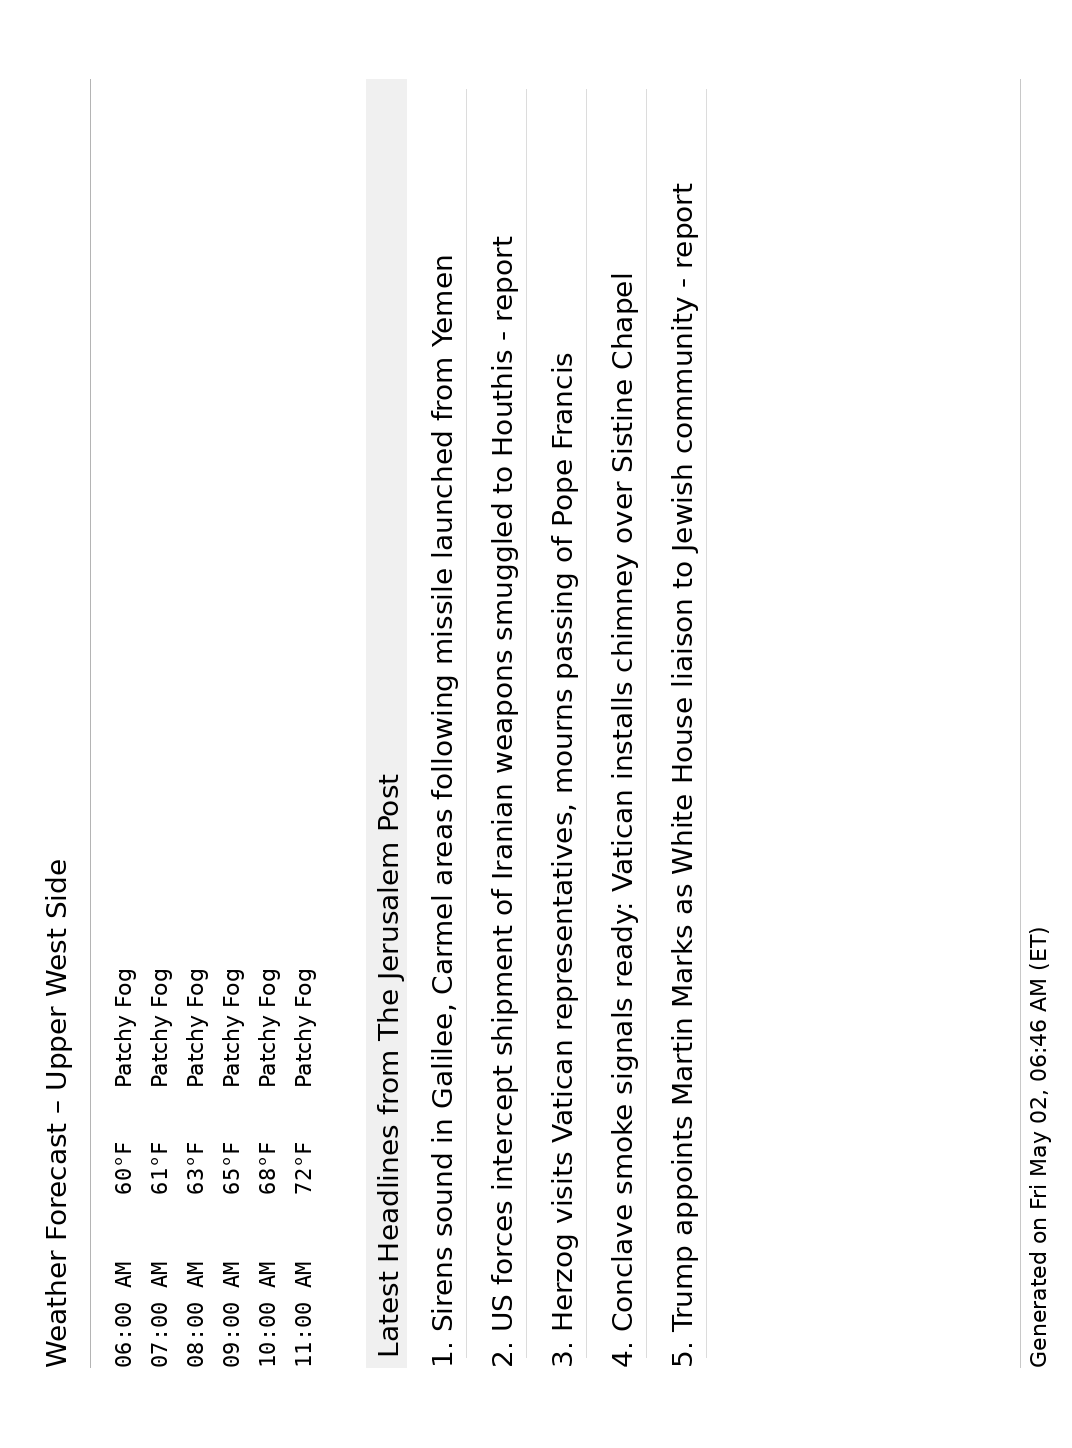 Weather Forecast – Upper West Side
06:00 AM 60°F Patchy Fog
07:00 AM 61°F Patchy Fog
08:00 AM 63°F Patchy Fog
09:00 AM 65°F Patchy Fog
10:00 AM 68°F Patchy Fog
11:00 AM 72°F Patchy Fog
Latest Headlines from The Jerusalem Post
1. Sirens sound in Galilee, Carmel areas following missile launched from Yemen
2. US forces intercept shipment of Iranian weapons smuggled to Houthis - report
3. Herzog visits Vatican representatives, mourns passing of Pope Francis
4. Conclave smoke signals ready: Vatican installs chimney over Sistine Chapel
5. Trump appoints Martin Marks as White House liaison to Jewish community - report
Generated on Fri May 02, 06:46 AM (ET)